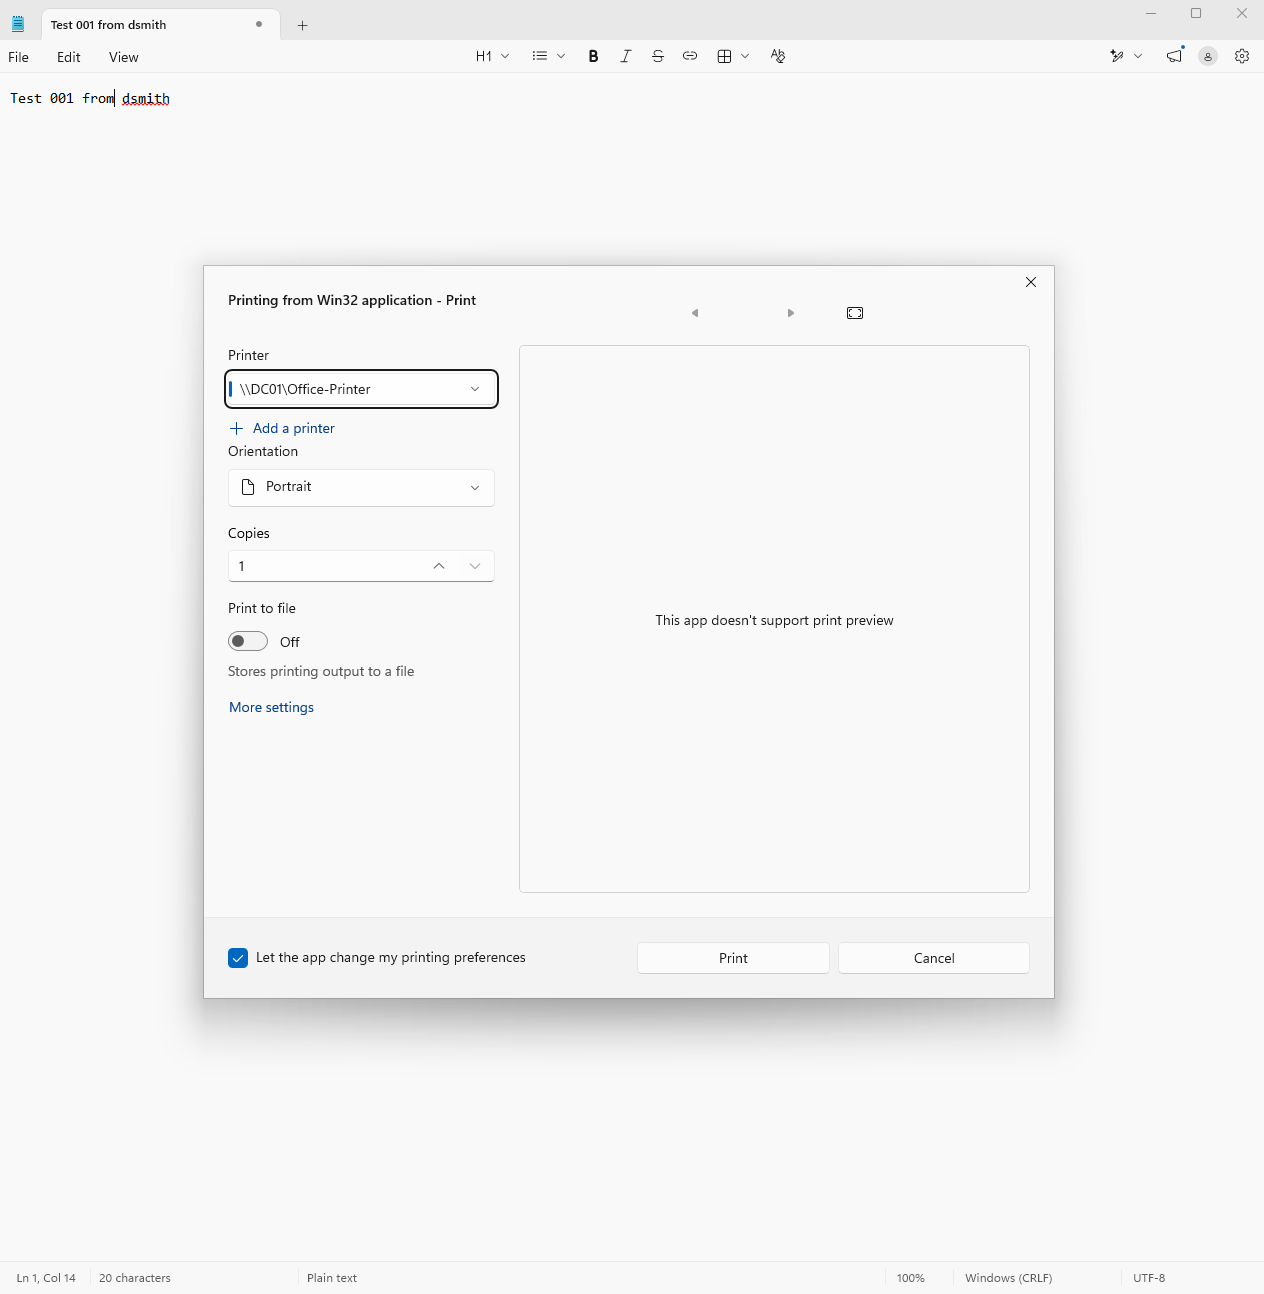 Test 001 from dsmith
File Edit View
H1
Test 001 from dsmith
Printing from Win32 application - Print
Printer
\\DC01\Office-Printer
Add a printer
Orientation
Portrait
Copies
1
Print to file
Off
Stores printing output to a file
More settings
This app doesn't support print preview
Let the app change my printing preferences
Print
Cancel
Ln 1, Col 14 20 characters Plain text 100% Windows (CRLF) UTF-8